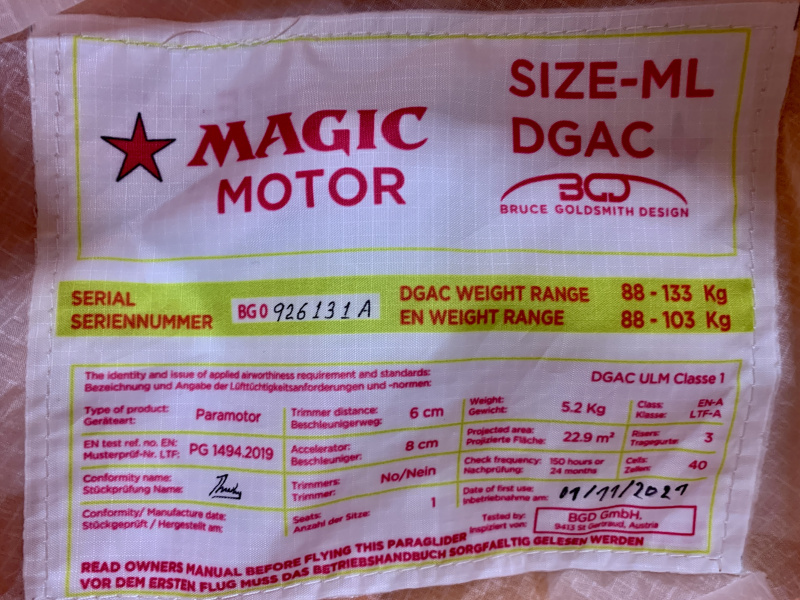 MAGIC
MOTOR
SIZE-ML
DGAC
BGD
BRUCE GOLDSMITH DESIGN
SERIAL
SERIENNUMMER
BG0 926131A
DGAC WEIGHT RANGE 88 - 133 Kg
EN WEIGHT RANGE 88 - 103 Kg
The identity and issue of applied airworthiness requirement and standards:
Bezeichnung und Angabe der Lüfttüchtigkeitsanforderungen und -normen:
DGAC ULM Classe 1
Type of product:
Geräteart:
Paramotor
Trimmer distance:
Beschleunigerweg:
6 cm
Weight:
Gewicht:
5.2 Kg
Class:
Klasse:
EN-A
LTF-A
EN test ref. no. EN:
Musterprüf-Nr. LTF:
PG 1494.2019
Accelerator:
Beschleuniger:
8 cm
Projected area:
Projizierte Fläche:
22.9 m²
Risers:
Tragegurte:
3
Conformity name:
Stückprüfung Name:
Trimmers:
Trimmer:
No/Nein
Check frequency:
Nachprüfung:
150 hours or
24 months
Cells:
Zellen:
40
Conformity/ Manufacture date:
Stückgeprüft / Hergestellt am:
Seats:
Anzahl der Sitze:
1
Date of first use:
Inbetriebnahme am:
01/11/2021
Tested by:
Inspiziert von:
BGD GmbH,
9413 St Gertraud, Austria
READ OWNERS MANUAL BEFORE FLYING THIS PARAGLIDER
VOR DEM ERSTEN FLUG MUSS DAS BETRIEBSHANDBUCH SORGFAELTIG GELESEN WERDEN